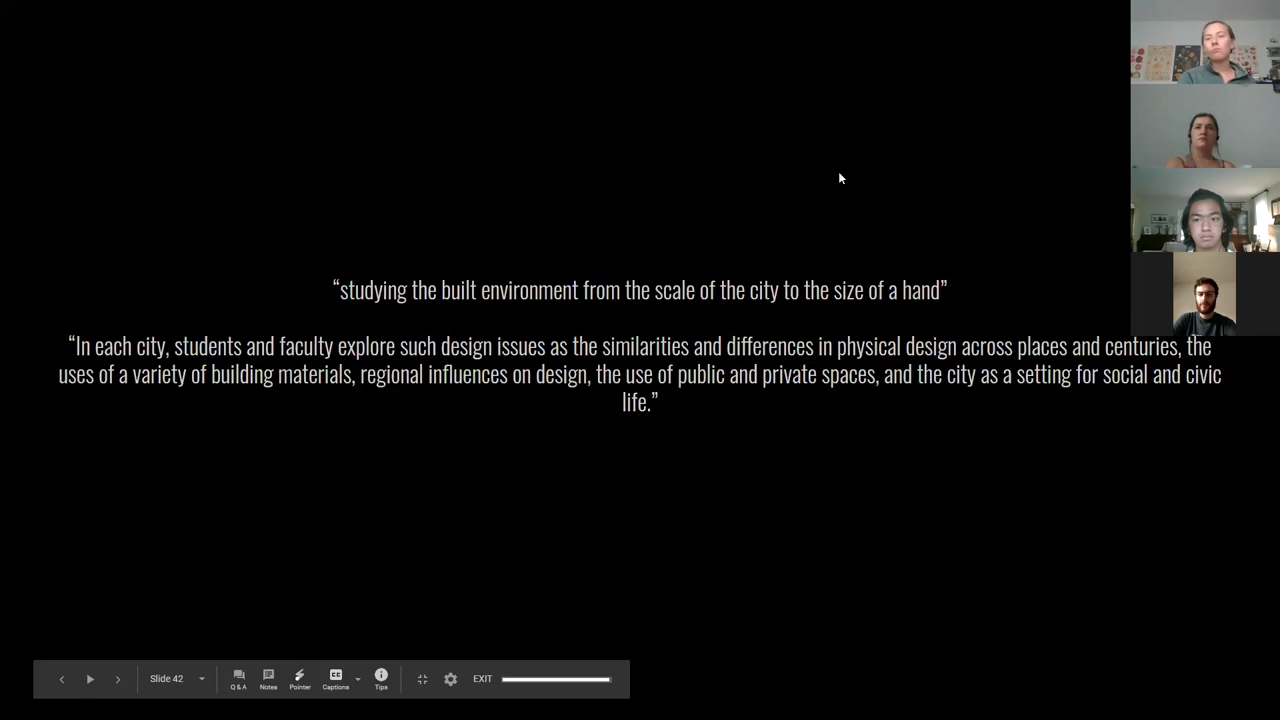 “studying the built environment from the scale of the city to the size of a hand”
“In each city, students and faculty explore such design issues as the similarities and differences in physical design across places and centuries, the
uses of a variety of building materials, regional influences on design, the use of public and private spaces, and the city as a setting for social and civic
life.”
Slide 42
Q & A
Notes
Pointer
Captions
Tips
EXIT
CC